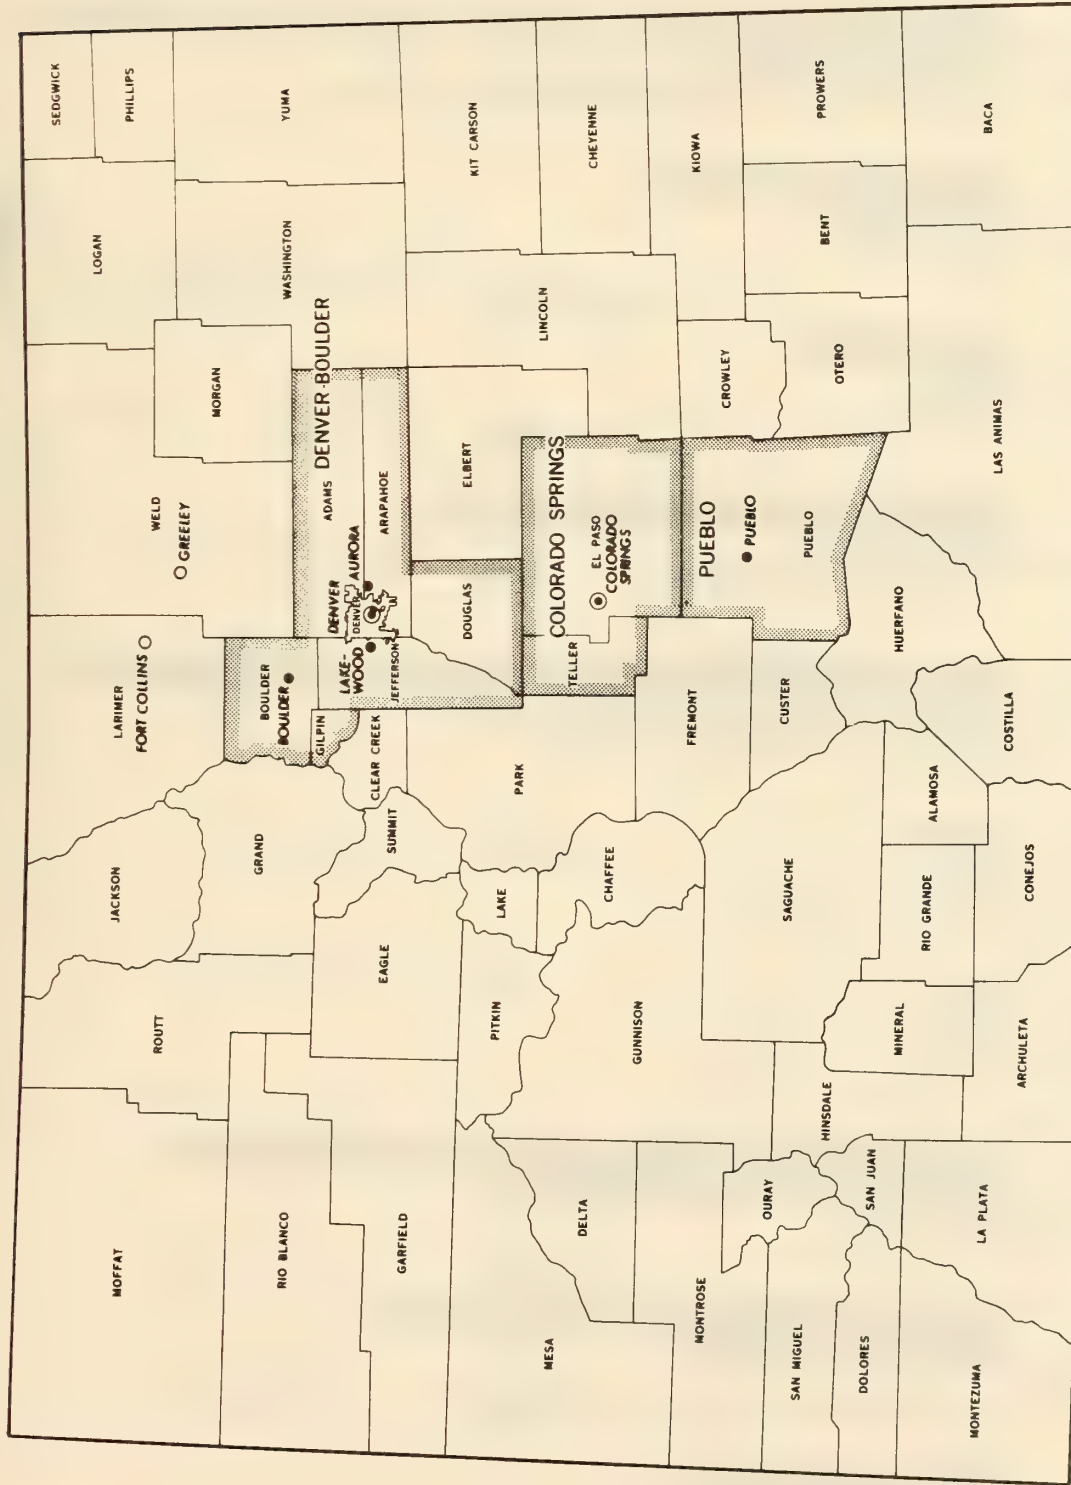 MOFFAT
ROUTT
JACKSON
LARIMER
FORT COLLINS
WELD
GREELEY
LOGAN
SEDGWICK
PHILLIPS
MORGAN
WASHINGTON
YUMA
RIO BLANCO
GRAND
BOULDER
BOULDER
GILPIN
DENVER-BOULDER
ADAMS
DENVER
DENVER
AURORA
ARAPAHOE
LAKE-
WOOD
JEFFERSON
CLEAR CREEK
GARFIELD
EAGLE
SUMMIT
DOUGLAS
ELBERT
LINCOLN
KIT CARSON
PITKIN
LAKE
PARK
MESA
DELTA
GUNNISON
CHAFFEE
TELLER
COLORADO SPRINGS
EL PASO
COLORADO
SPRINGS
CHEYENNE
MONTROSE
FREMONT
PUEBLO
PUEBLO
PUEBLO
CROWLEY
KIOWA
OURAY
SAN MIGUEL
HINSDALE
SAGUACHE
CUSTER
OTERO
BENT
PROWERS
DOLORES
SAN JUAN
MINERAL
RIO GRANDE
ALAMOSA
HUERFANO
LAS ANIMAS
BACA
MONTEZUMA
LA PLATA
ARCHULETA
CONEJOS
COSTILLA